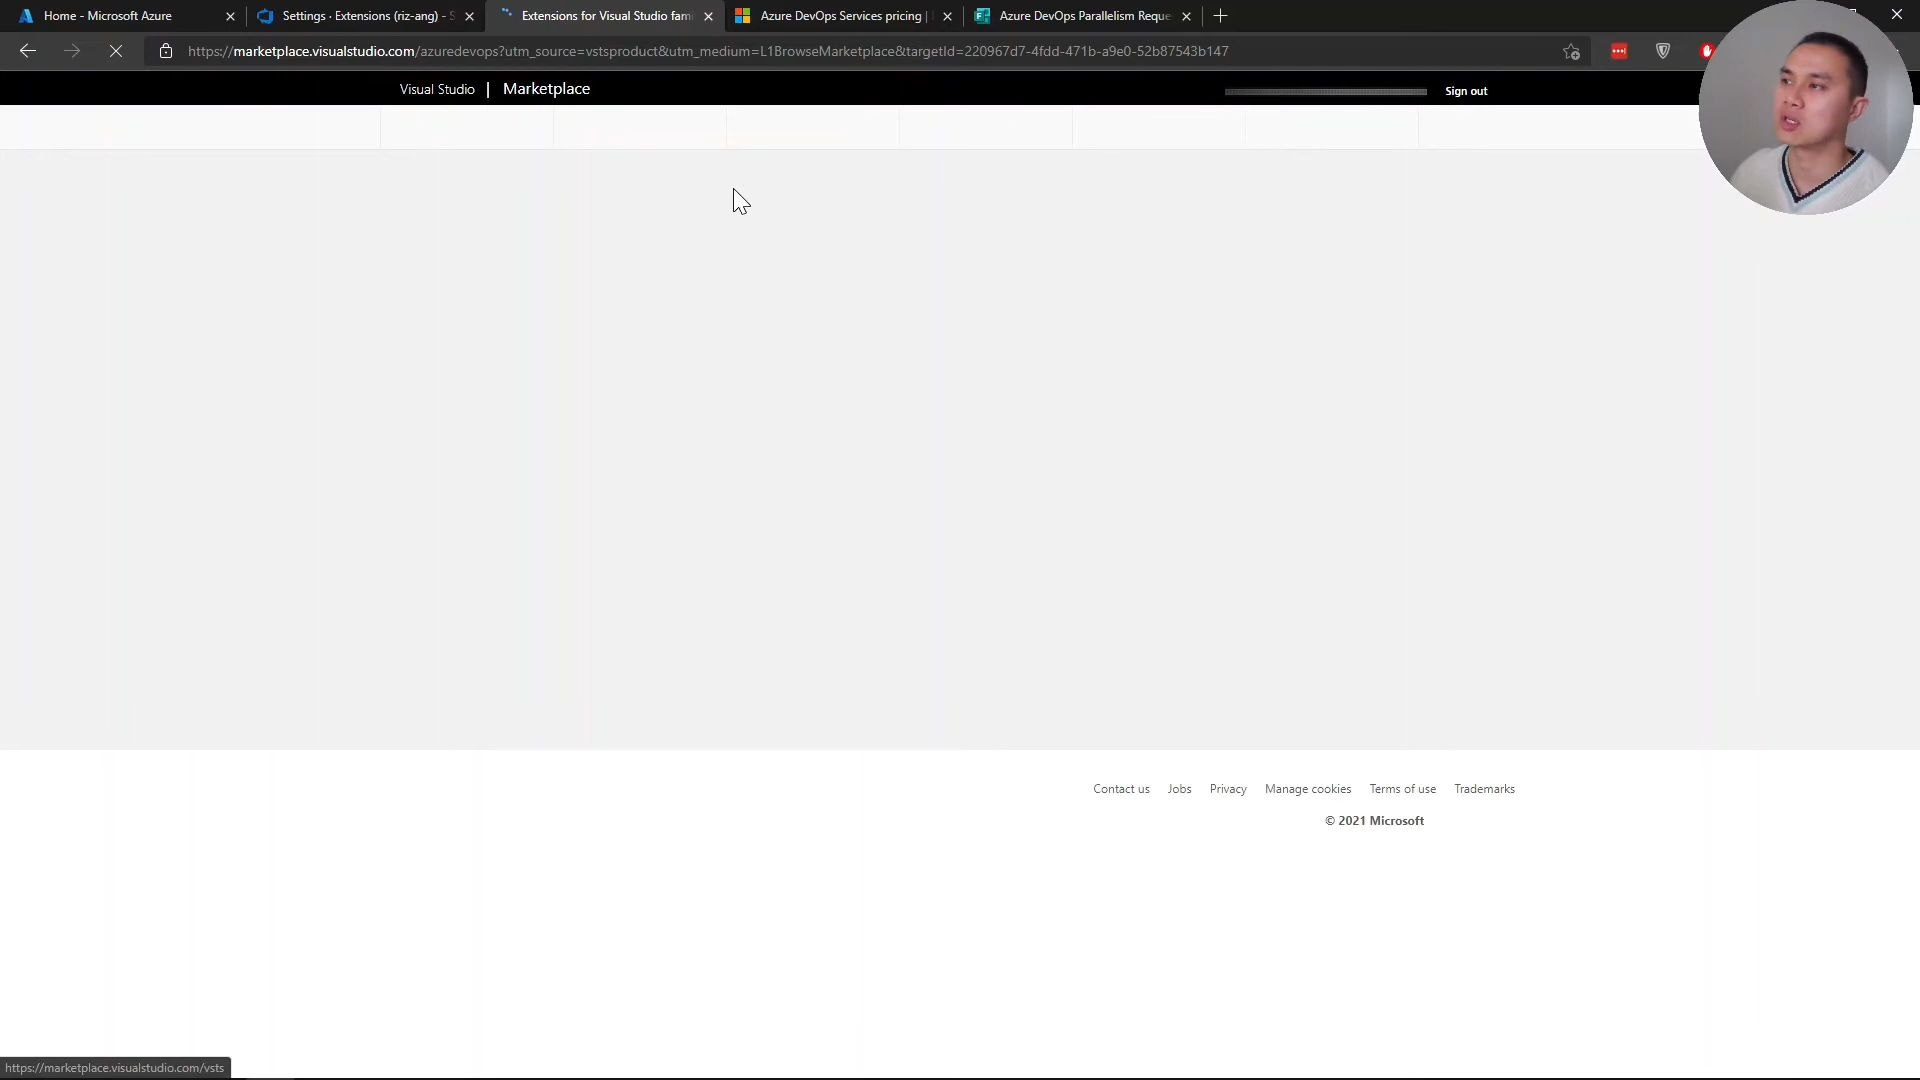 Home - Microsoft Azure
Settings · Extensions (riz-ang) - S
Extensions for Visual Studio fami
Azure DevOps Services pricing |
Azure DevOps Parallelism Reque
https://marketplace.visualstudio.com/azuredevops?utm_source=vstsproduct&utm_medium=L1BrowseMarketplace&targetId=220967d7-4fdd-471b-a9e0-52b87543b147
Visual Studio | Marketplace
Sign out
Contact us Jobs Privacy Manage cookies Terms of use Trademarks
© 2021 Microsoft
https://marketplace.visualstudio.com/vsts